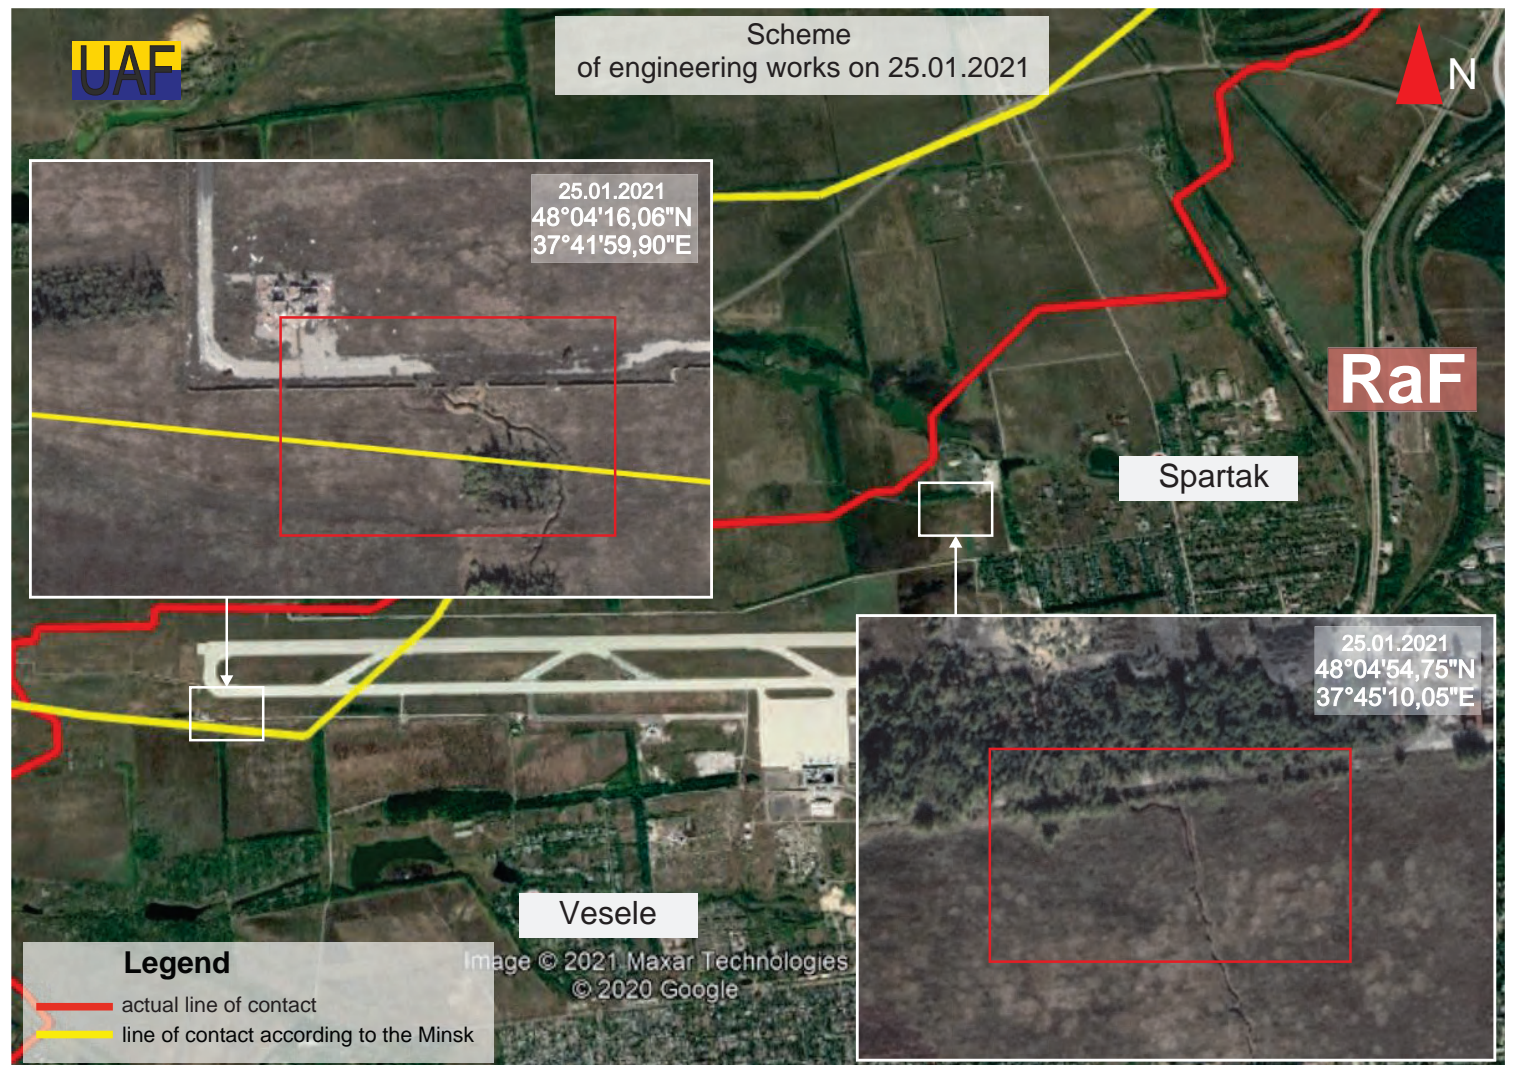 Scheme
of engineering works on 25.01.2021
UAF
N
25.01.2021
48°04'16,06"N
37°41'59,90"E
RaF
Spartak
25.01.2021
48°04'54,75"N
37°45'10,05"E
Vesele
Image © 2021 Maxar Technologies
© 2020 Google
Legend
actual line of contact
line of contact according to the Minsk